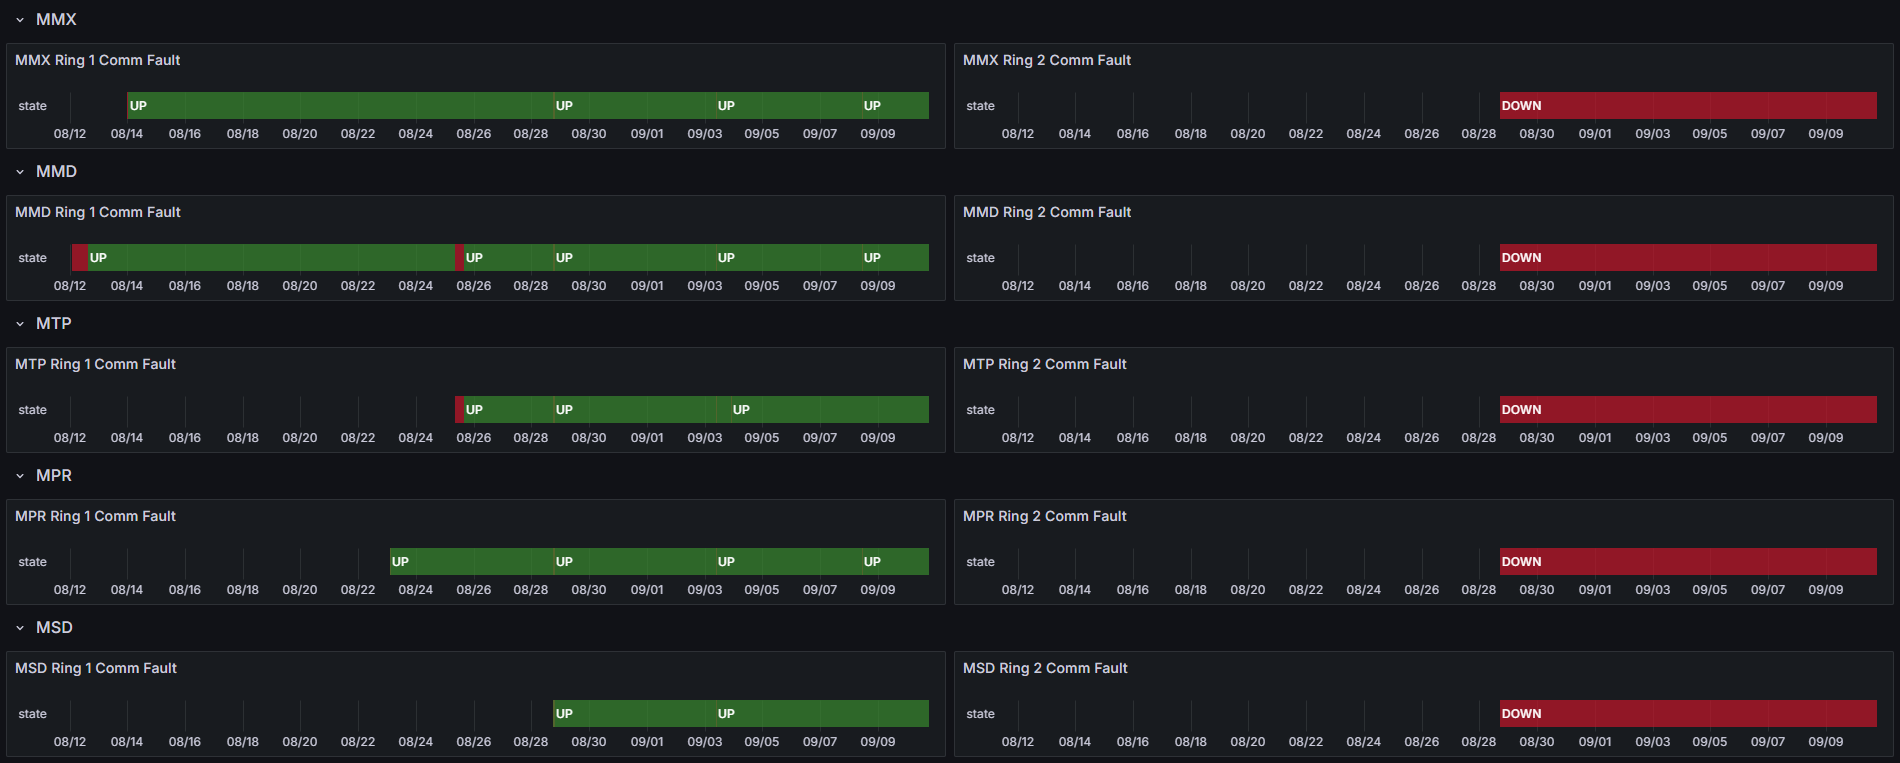 MMX
MMX Ring 1 Comm Fault
state UP UP UP UP
08/12 08/14 08/16 08/18 08/20 08/22 08/24 08/26 08/28 08/30 09/01 09/03 09/05 09/07 09/09
MMX Ring 2 Comm Fault
state DOWN
08/12 08/14 08/16 08/18 08/20 08/22 08/24 08/26 08/28 08/30 09/01 09/03 09/05 09/07 09/09
MMD
MMD Ring 1 Comm Fault
state UP UP UP UP UP
08/12 08/14 08/16 08/18 08/20 08/22 08/24 08/26 08/28 08/30 09/01 09/03 09/05 09/07 09/09
MMD Ring 2 Comm Fault
state DOWN
08/12 08/14 08/16 08/18 08/20 08/22 08/24 08/26 08/28 08/30 09/01 09/03 09/05 09/07 09/09
MTP
MTP Ring 1 Comm Fault
state UP UP UP
08/12 08/14 08/16 08/18 08/20 08/22 08/24 08/26 08/28 08/30 09/01 09/03 09/05 09/07 09/09
MTP Ring 2 Comm Fault
state DOWN
08/12 08/14 08/16 08/18 08/20 08/22 08/24 08/26 08/28 08/30 09/01 09/03 09/05 09/07 09/09
MPR
MPR Ring 1 Comm Fault
state UP UP UP UP
08/12 08/14 08/16 08/18 08/20 08/22 08/24 08/26 08/28 08/30 09/01 09/03 09/05 09/07 09/09
MPR Ring 2 Comm Fault
state DOWN
08/12 08/14 08/16 08/18 08/20 08/22 08/24 08/26 08/28 08/30 09/01 09/03 09/05 09/07 09/09
MSD
MSD Ring 1 Comm Fault
state UP UP
08/12 08/14 08/16 08/18 08/20 08/22 08/24 08/26 08/28 08/30 09/01 09/03 09/05 09/07 09/09
MSD Ring 2 Comm Fault
state DOWN
08/12 08/14 08/16 08/18 08/20 08/22 08/24 08/26 08/28 08/30 09/01 09/03 09/05 09/07 09/09